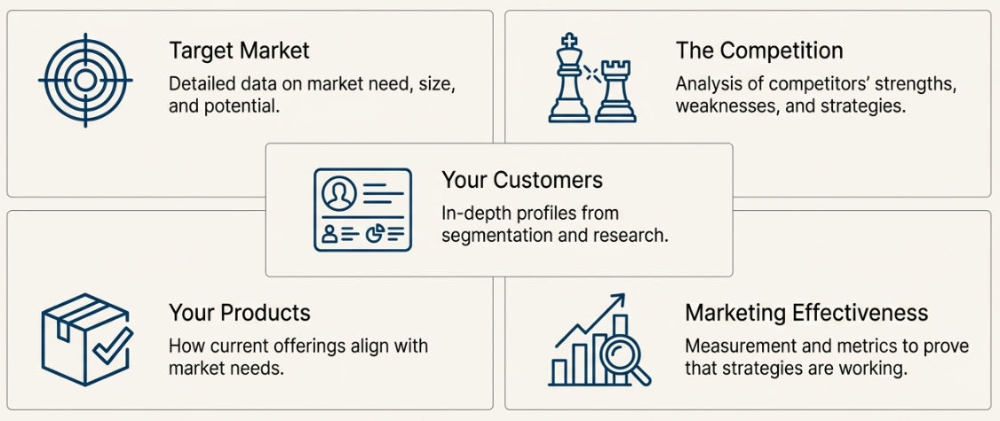 Target Market
Detailed data on market need, size,
and potential.
The Competition
Analysis of competitors' strengths,
weaknesses, and strategies.
Your Customers
In-depth profiles from
segmentation and research.
Your Products
How current offerings align with
market needs.
Marketing Effectiveness
Measurement and metrics to prove
that strategies are working.